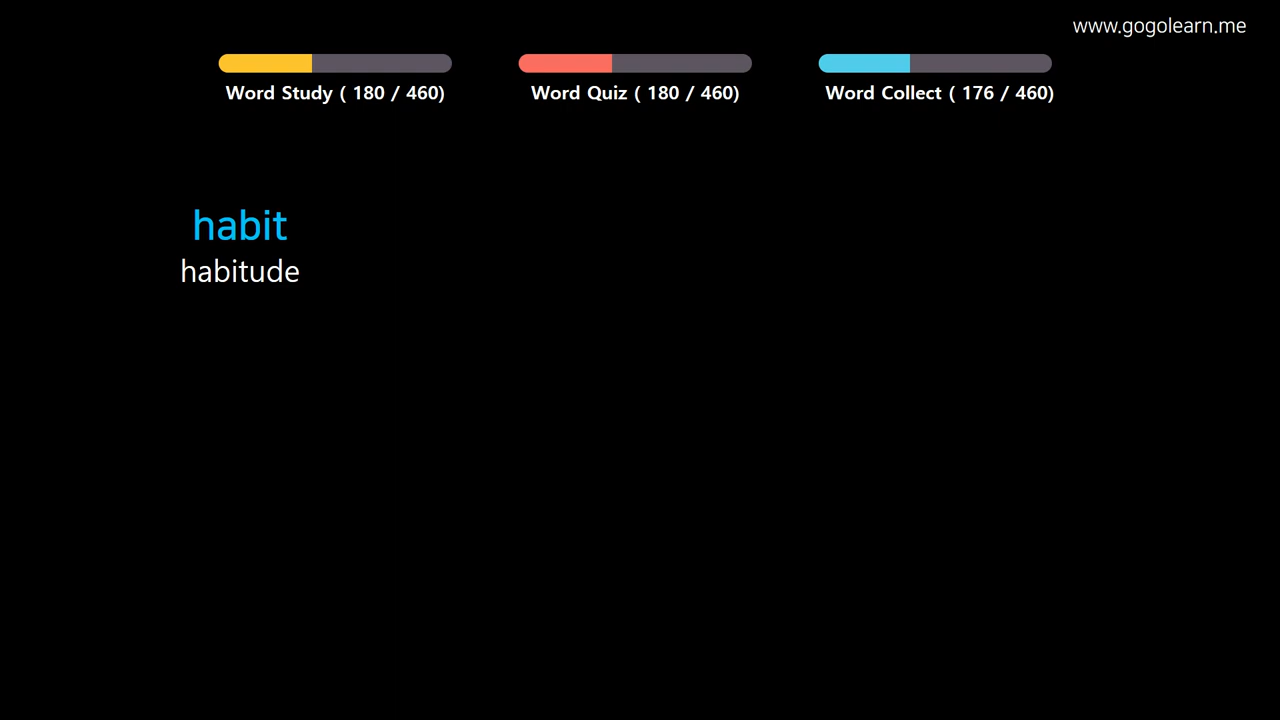 www.gogolearn.me
Word Study ( 180 / 460)
Word Quiz ( 180 / 460)
Word Collect ( 176 / 460)
habit
habitude